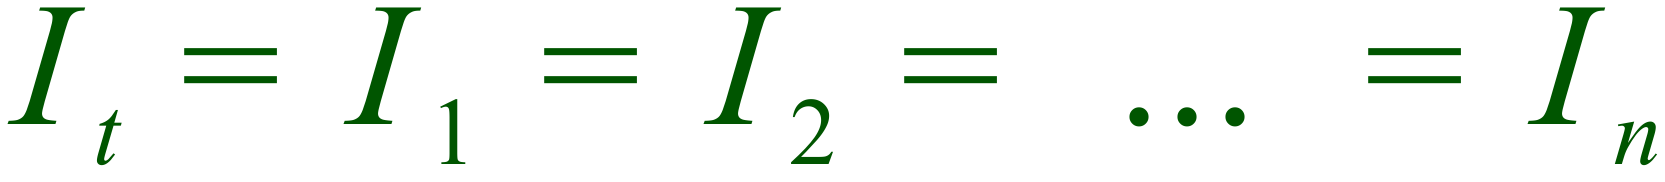 I_t = I_1 = I_2 = ... = I_n